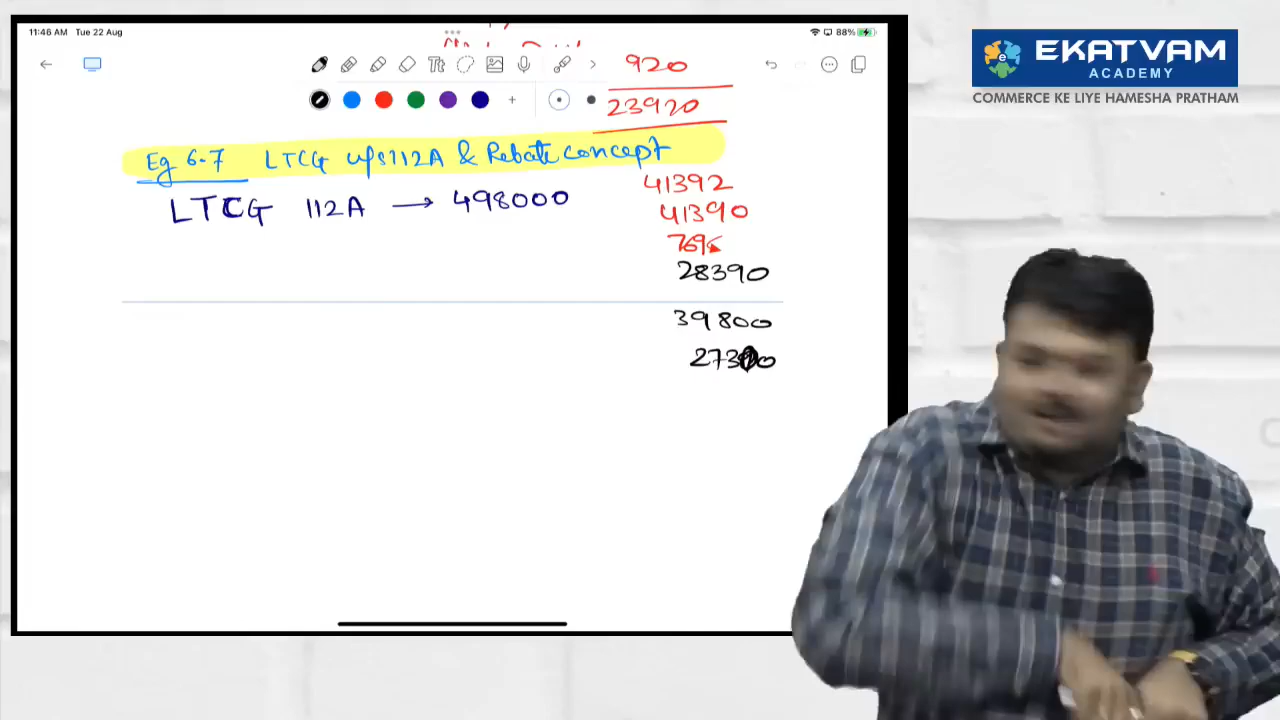 11:46 AM Tue 22 Aug
88%
EKATVAM
ACADEMY
COMMERCE KE LIYE HAMESHA PRATHAM
920
23920
Eg 6.7 LTCG u/s 112A & Rebate concept
LTCG 112A → 498000
41392
41390
28390
39800